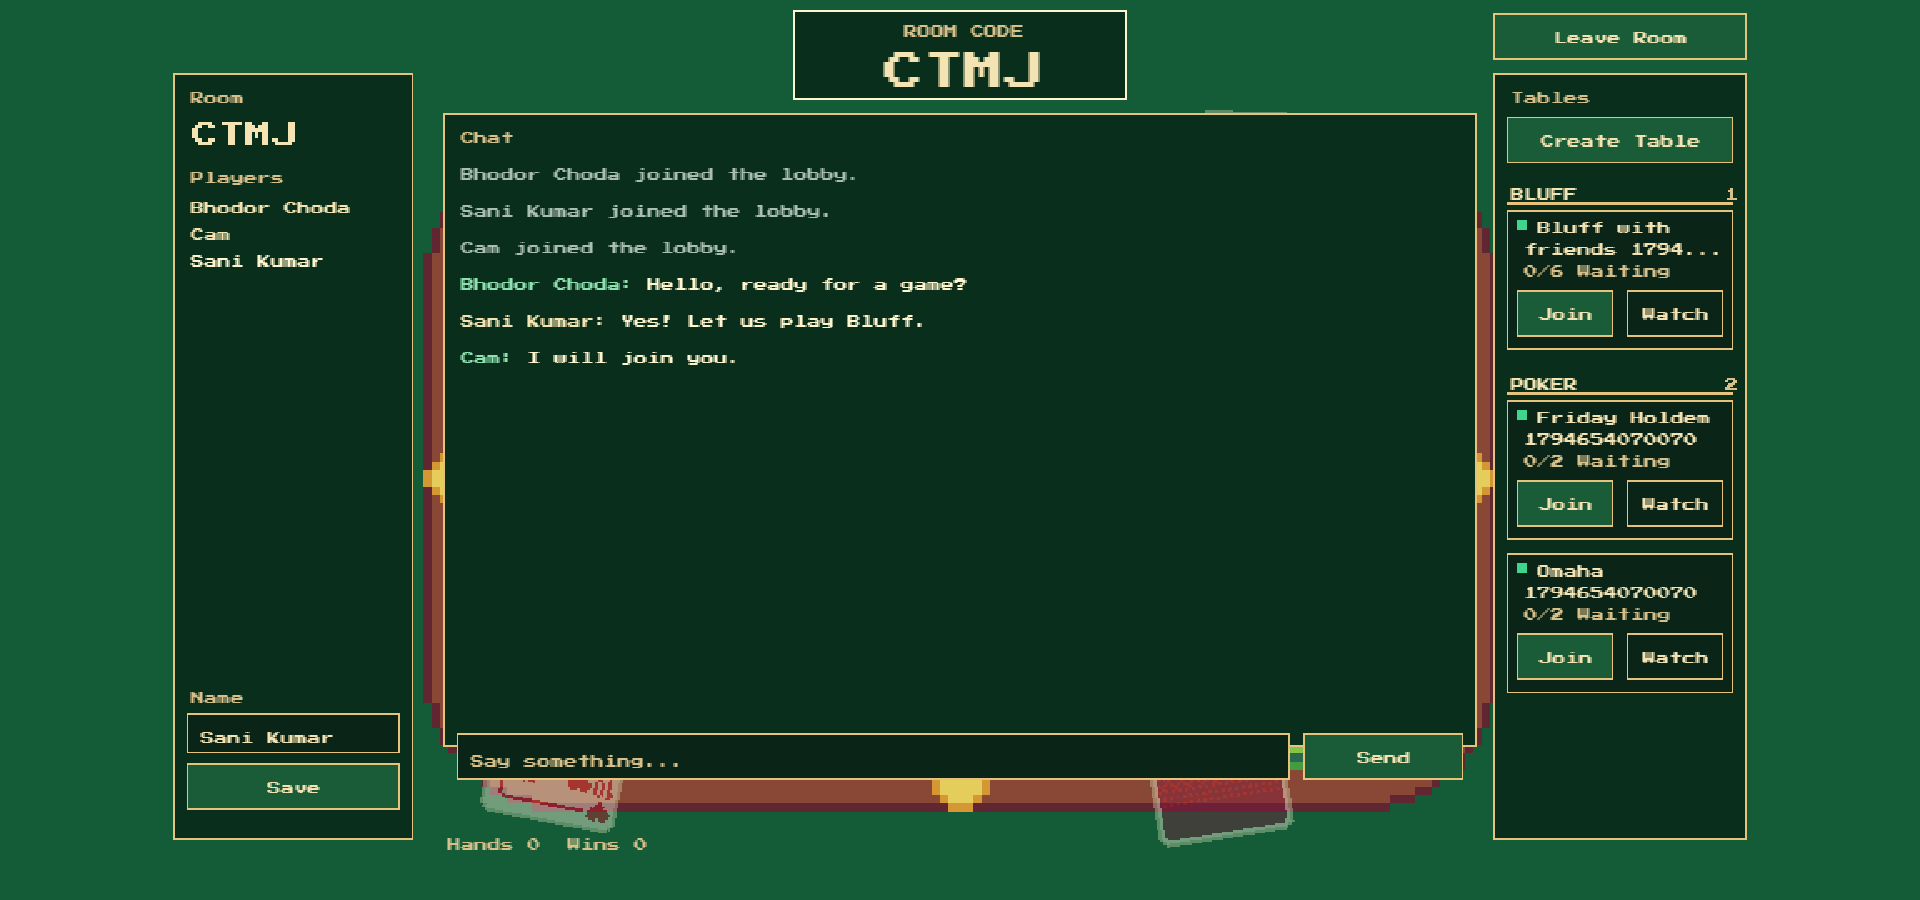 ROOM CODE
CTMJ
Leave Room
Room
CTMJ
Players
Bhodor Choda
Cam
Sani Kumar
Name
Sani Kumar
Save
Chat
Bhodor Choda joined the lobby.
Sani Kumar joined the lobby.
Cam joined the lobby.
Bhodor Choda: Hello, ready for a game?
Sani Kumar: Yes! Let us play Bluff.
Cam: I will join you.
Say something...
Send
Hands 0 Wins 0
Tables
Create Table
BLUFF 1
Bluff with
friends 1794...
0/6 Waiting
Join Watch
POKER 2
Friday Holdem
1794654070070
0/2 Waiting
Join Watch
Omaha
1794654070070
0/2 Waiting
Join Watch